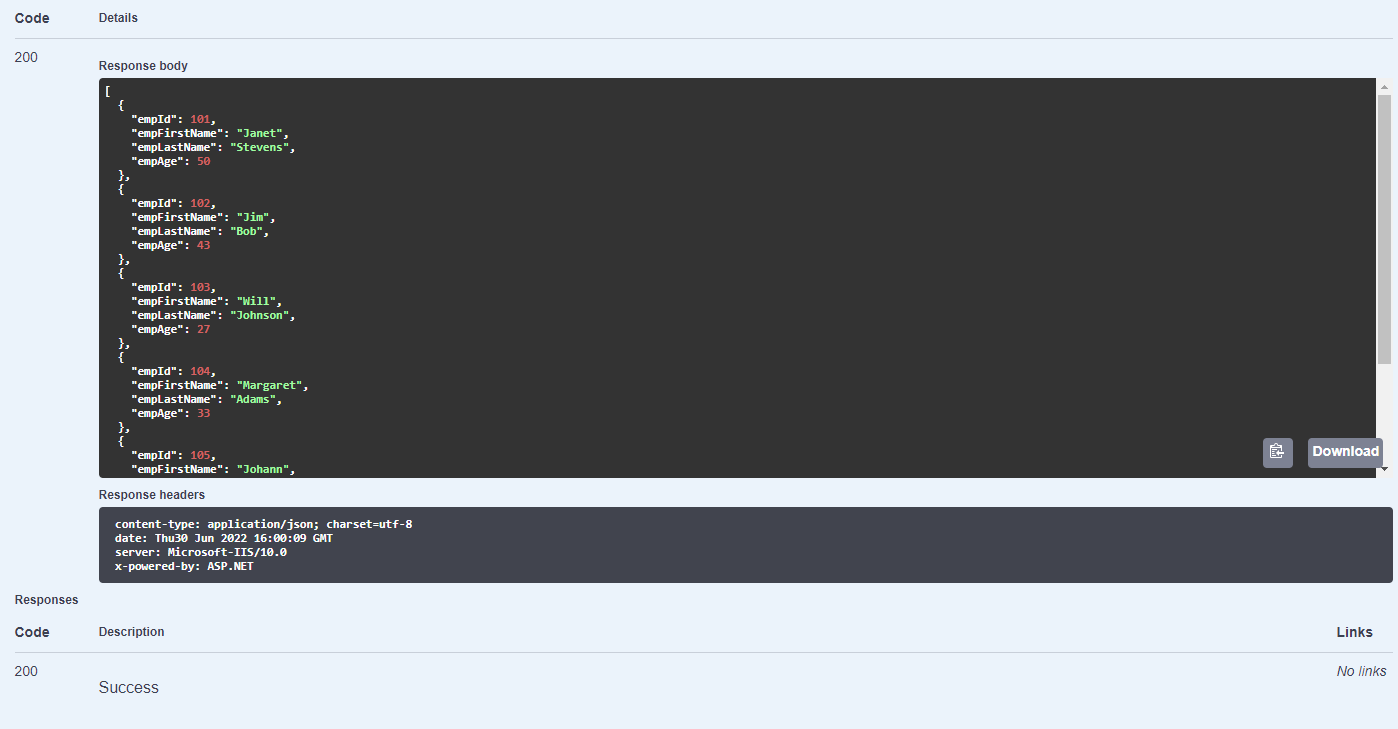 Code Details
200
Response body
[
  {
    "empId": 101,
    "empFirstName": "Janet",
    "empLastName": "Stevens",
    "empAge": 50
  },
  {
    "empId": 102,
    "empFirstName": "Jim",
    "empLastName": "Bob",
    "empAge": 43
  },
  {
    "empId": 103,
    "empFirstName": "Will",
    "empLastName": "Johnson",
    "empAge": 27
  },
  {
    "empId": 104,
    "empFirstName": "Margaret",
    "empLastName": "Adams",
    "empAge": 33
  },
  {
    "empId": 105,
    "empFirstName": "Johann",
Download
Response headers
content-type: application/json; charset=utf-8
date: Thu30 Jun 2022 16:00:09 GMT
server: Microsoft-IIS/10.0
x-powered-by: ASP.NET
Responses
Code Description Links
200 No links
Success